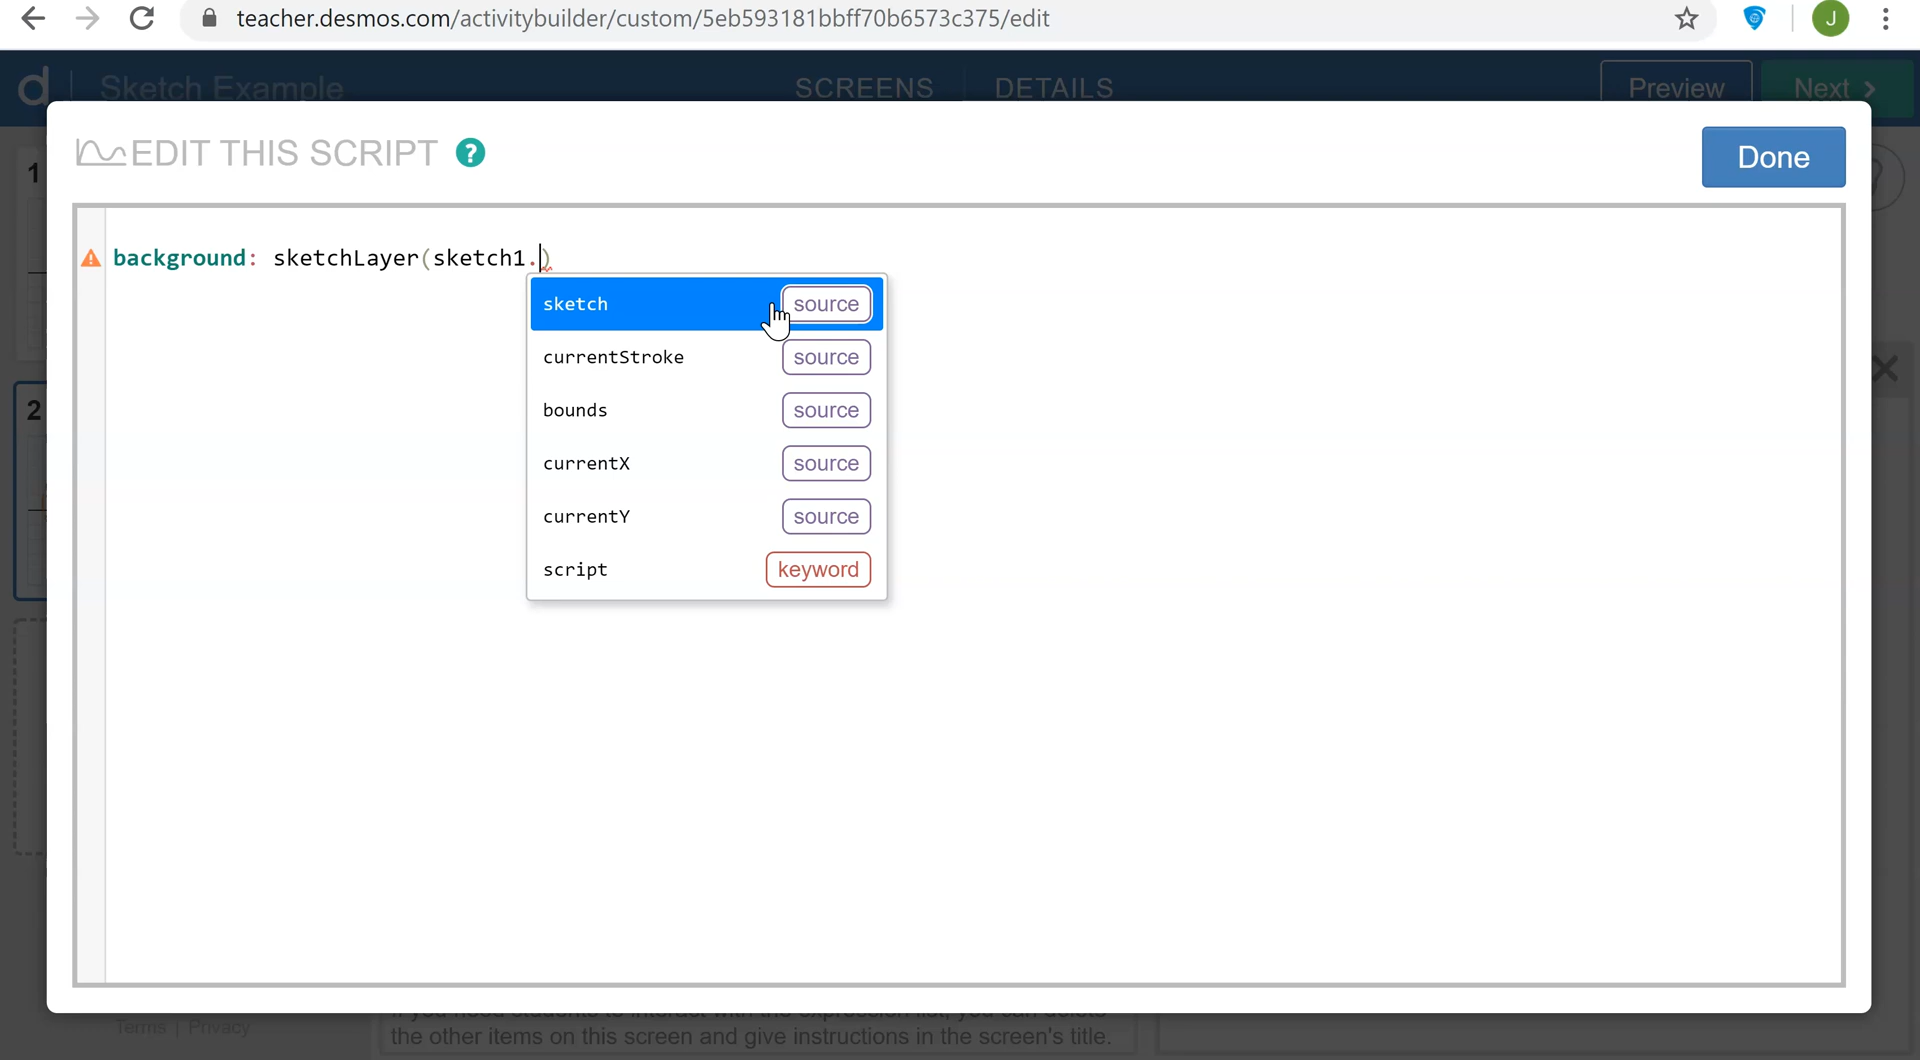 teacher.desmos.com/activitybuilder/custom/5eb593181bbff70b6573c375/edit
J
d
Sketch Example
SCREENS
DETAILS
Preview
Next >
EDIT THIS SCRIPT ?
Done
1
2
background: sketchLayer(sketch1.)
sketch source
currentStroke source
bounds source
currentX source
currentY source
script keyword
Terms | Privacy
the other items on this screen and give instructions in the screen's title.